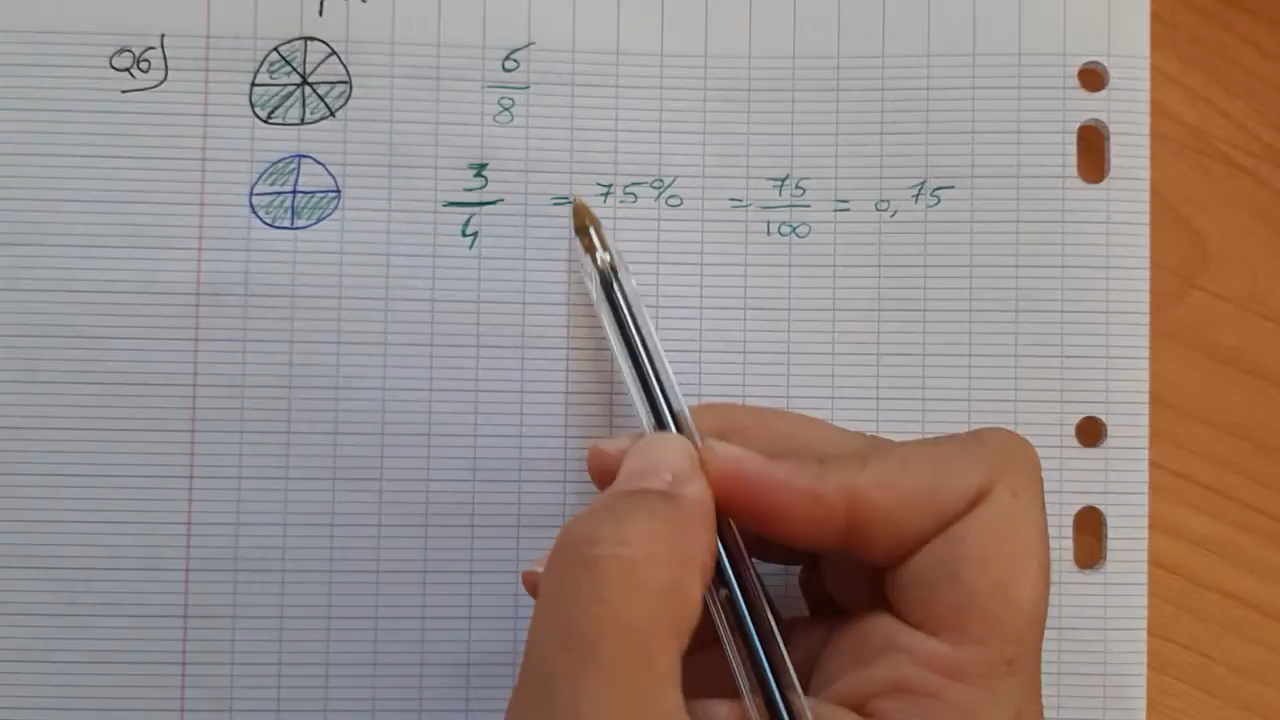 Q6)
6/8
3/4 = 75% = 75/100 = 0,75